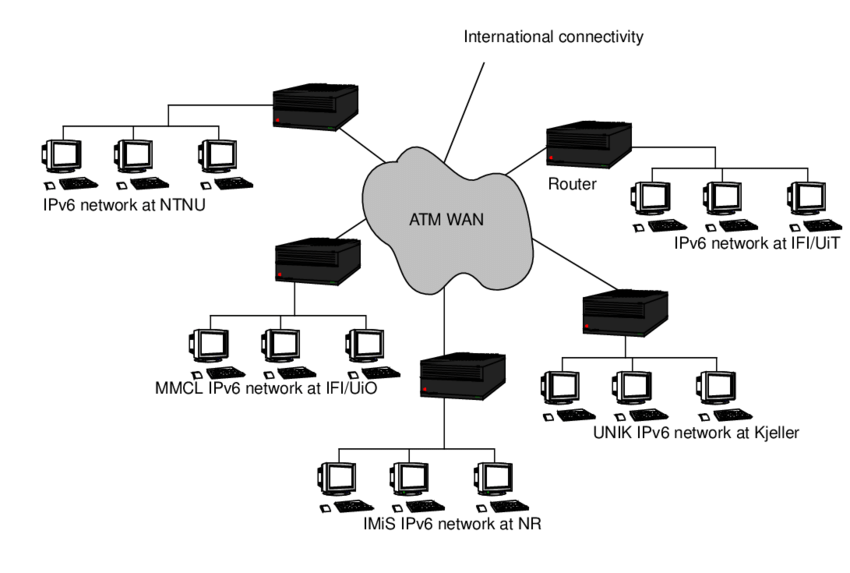 International connectivity
Router
IPv6 network at NTNU
ATM WAN
IPv6 network at IFI/UiT
MMCL IPv6 network at IFI/UiO
UNIK IPv6 network at Kjeller
IMiS IPv6 network at NR